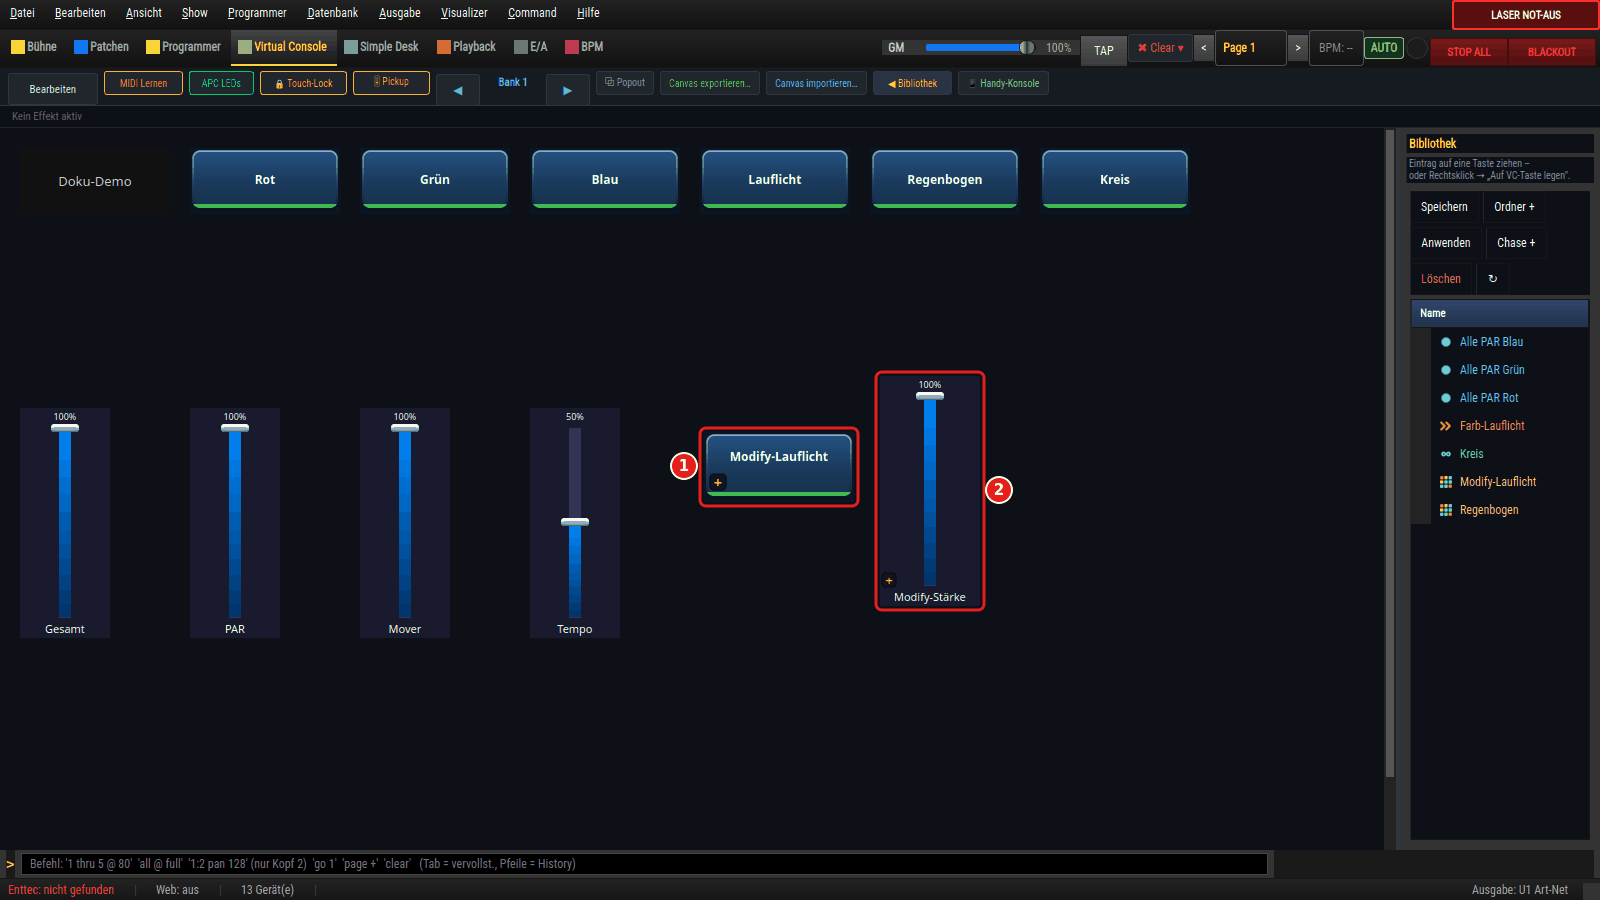 Datei Bearbeiten Ansicht Show Programmer Datenbank Ausgabe Visualizer Command Hilfe
LASER NOT-AUS
Bühne Patchen Programmer Virtual Console Simple Desk Playback E/A BPM
GM 100% TAP ✖ Clear ▾ < Page 1 > BPM: -- AUTO STOP ALL BLACKOUT
Bearbeiten MIDI Lernen APC LEDs Touch-Lock Pickup ◀ Bank 1 ▶ Popout Canvas exportieren... Canvas importieren... ◀ Bibliothek Handy-Konsole
Kein Effekt aktiv
Doku-Demo Rot Grün Blau Lauflicht Regenbogen Kreis
100% 100% 100% 50%
Gesamt PAR Mover Tempo
1
Modify-Lauflicht
+
100%
2
+
Modify-Stärke
Bibliothek
Eintrag auf eine Taste ziehen –
oder Rechtsklick → „Auf VC-Taste legen".
Speichern Ordner +
Anwenden Chase +
Löschen ↻
Name
Alle PAR Blau
Alle PAR Grün
Alle PAR Rot
Farb-Lauflicht
Kreis
Modify-Lauflicht
Regenbogen
> Befehl: '1 thru 5 @ 80' 'all @ full' '1:2 pan 128' (nur Kopf 2) 'go 1' 'page +' 'clear' (Tab = vervollst., Pfeile = History)
Enttec: nicht gefunden Web: aus 13 Gerät(e) Ausgabe: U1 Art-Net